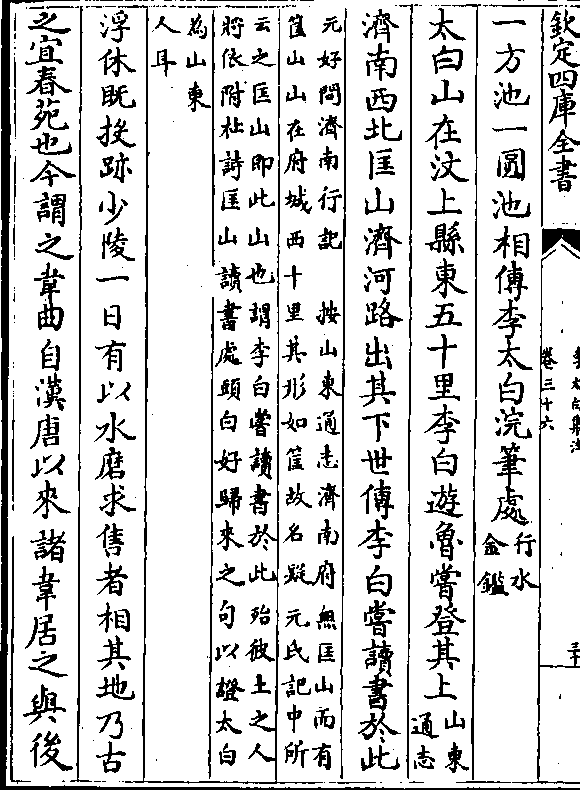 欽定四庫全書
卷三十六
一方池一圓池相傳李太白浣筆處行水
金鑑
太白山在汶上縣東五十里李白遊魯嘗登其上山東
通志
濟南西北匡山濟河路出其下世傳李白嘗讀書於此
元好問濟南行記　按山東通志濟南府無匡山而有
筐山山在府城西十里其形如筐故名疑元氏記中所
云之匡山即此山也謂李白嘗讀書於此殆彼土之人
將依附杜詩匡山讀書處頭白好歸來之句以證太白
為山東
人耳
浮休既授跡少陵一日有以水磨求售者相其地乃古
之宜春苑也今謂之韋曲自漢唐以來諸韋居之與後